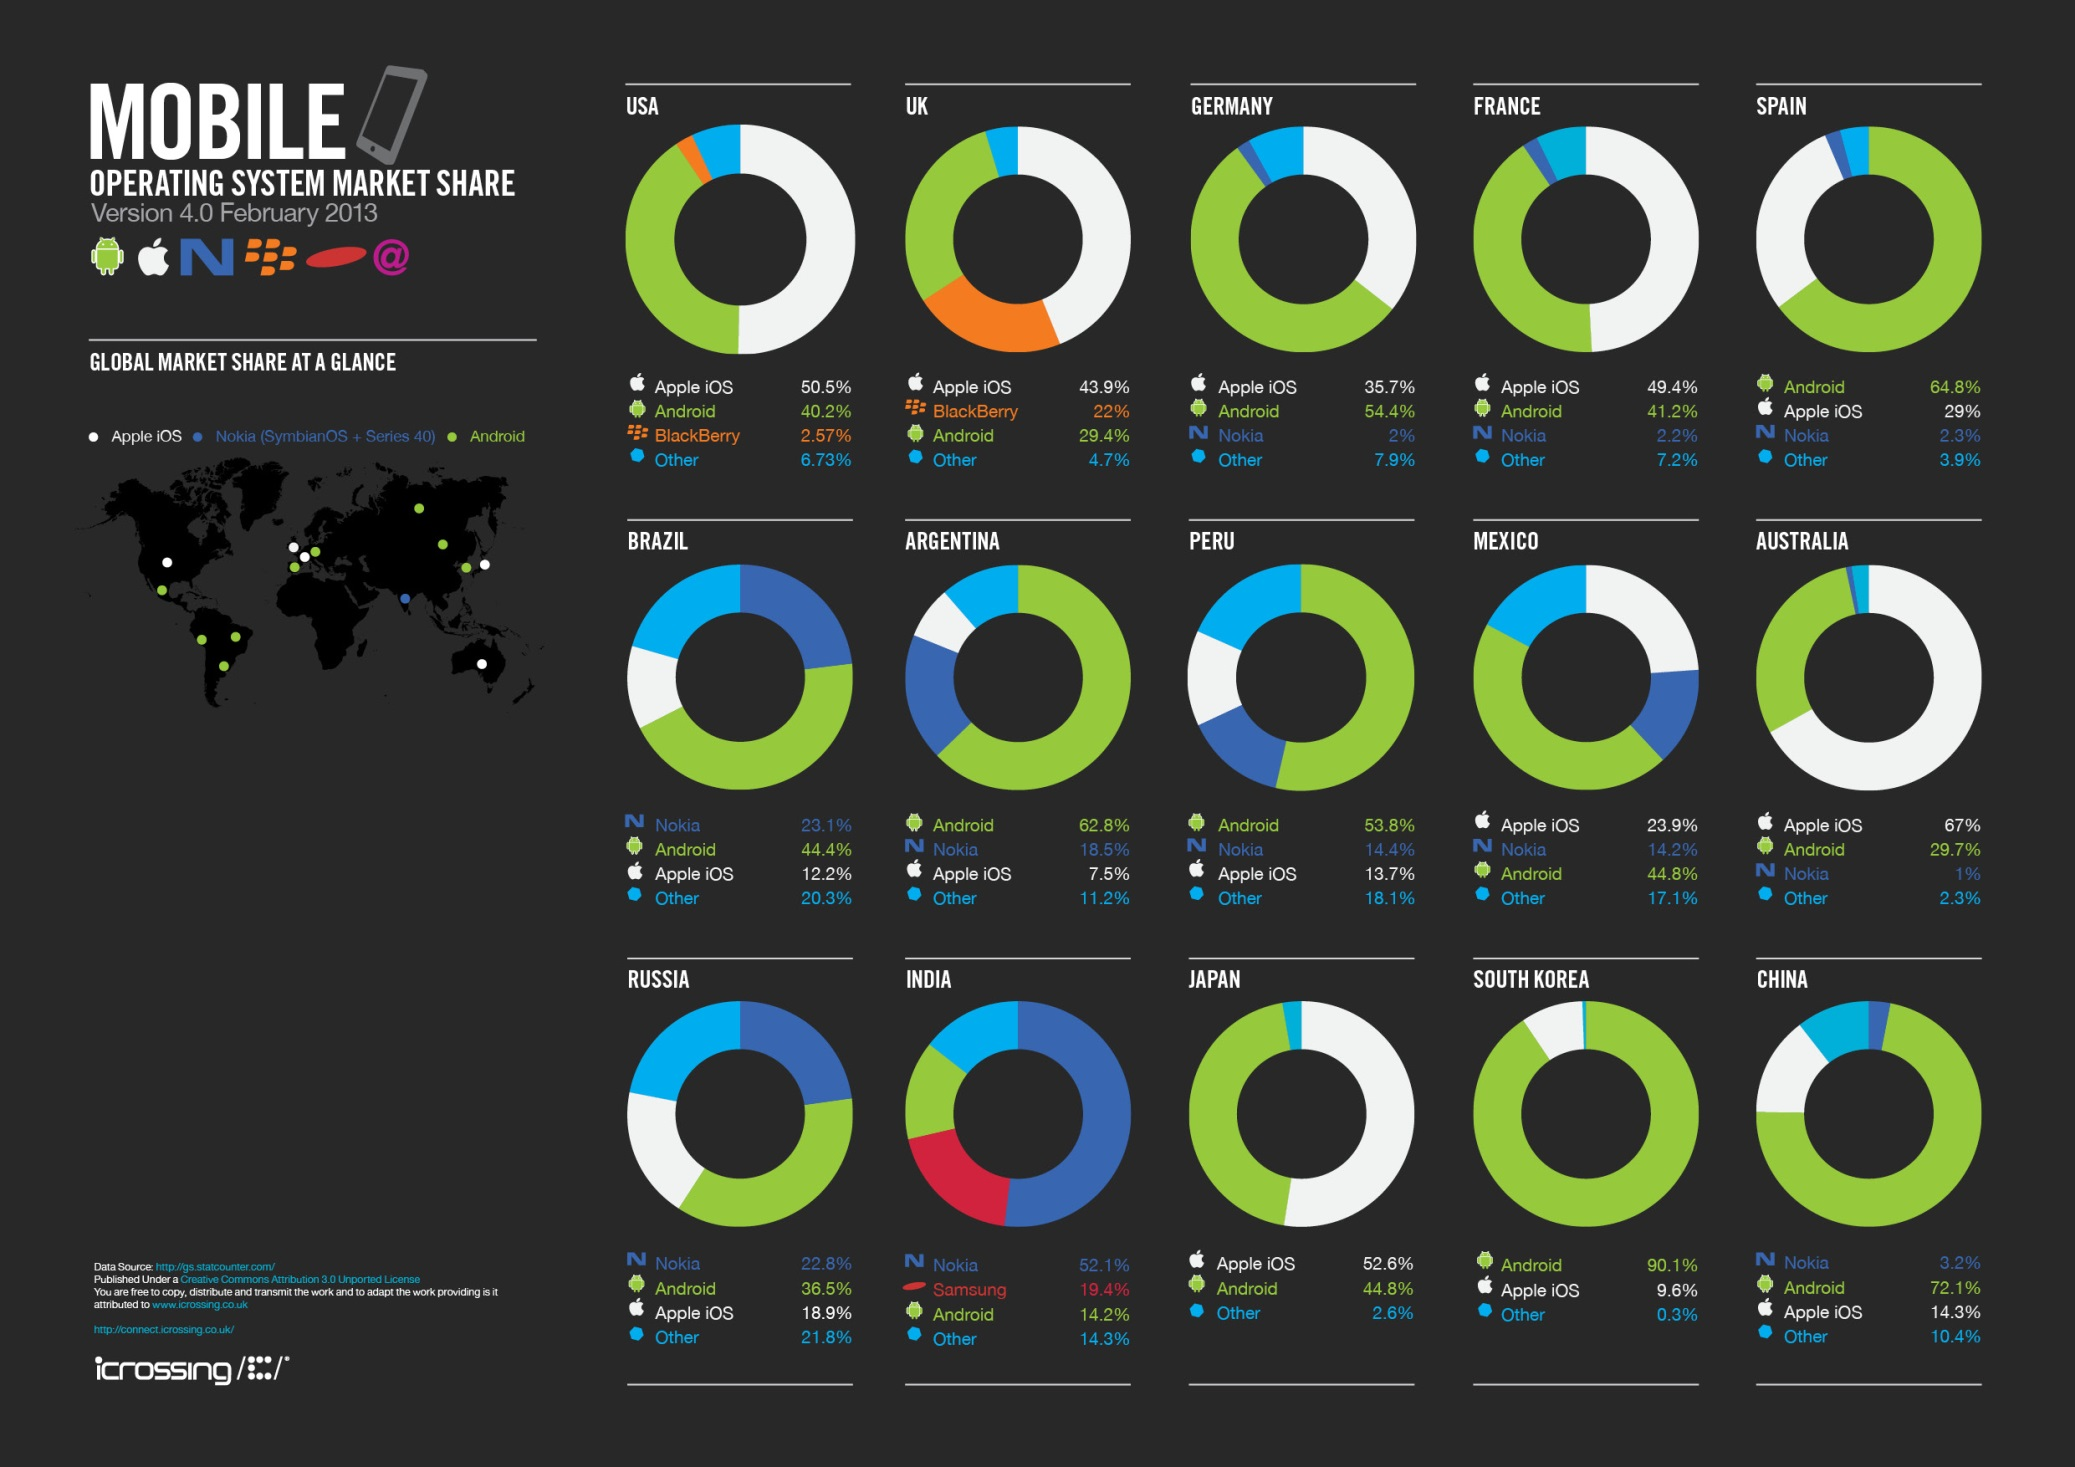 MOBILE
OPERATING SYSTEM MARKET SHARE
Version 4.0 February 2013
GLOBAL MARKET SHARE AT A GLANCE
Apple iOS Nokia (SymbianOS + Series 40) Android
USA
Apple iOS 50.5%
Android 40.2%
BlackBerry 2.57%
Other 6.73%
UK
Apple iOS 43.9%
BlackBerry 22%
Android 29.4%
Other 4.7%
GERMANY
Apple iOS 35.7%
Android 54.4%
Nokia 2%
Other 7.9%
FRANCE
Apple iOS 49.4%
Android 41.2%
Nokia 2.2%
Other 7.2%
SPAIN
Android 64.8%
Apple iOS 29%
Nokia 2.3%
Other 3.9%
BRAZIL
Nokia 23.1%
Android 44.4%
Apple iOS 12.2%
Other 20.3%
ARGENTINA
Android 62.8%
Nokia 18.5%
Apple iOS 7.5%
Other 11.2%
PERU
Android 53.8%
Nokia 14.4%
Apple iOS 13.7%
Other 18.1%
MEXICO
Apple iOS 23.9%
Nokia 14.2%
Android 44.8%
Other 17.1%
AUSTRALIA
Apple iOS 67%
Android 29.7%
Nokia 1%
Other 2.3%
RUSSIA
Nokia 22.8%
Android 36.5%
Apple iOS 18.9%
Other 21.8%
INDIA
Nokia 52.1%
Samsung 19.4%
Android 14.2%
Other 14.3%
JAPAN
Apple iOS 52.6%
Android 44.8%
Other 2.6%
SOUTH KOREA
Android 90.1%
Apple iOS 9.6%
Other 0.3%
CHINA
Nokia 3.2%
Android 72.1%
Apple iOS 14.3%
Other 10.4%
Data Source: http://gs.statcounter.com/
Published Under a Creative Commons Attribution 3.0 Unported License
You are free to copy, distribute and transmit the work and to adapt the work providing is it
attributed to www.icrossing.co.uk
http://connect.icrossing.co.uk/
icrossing